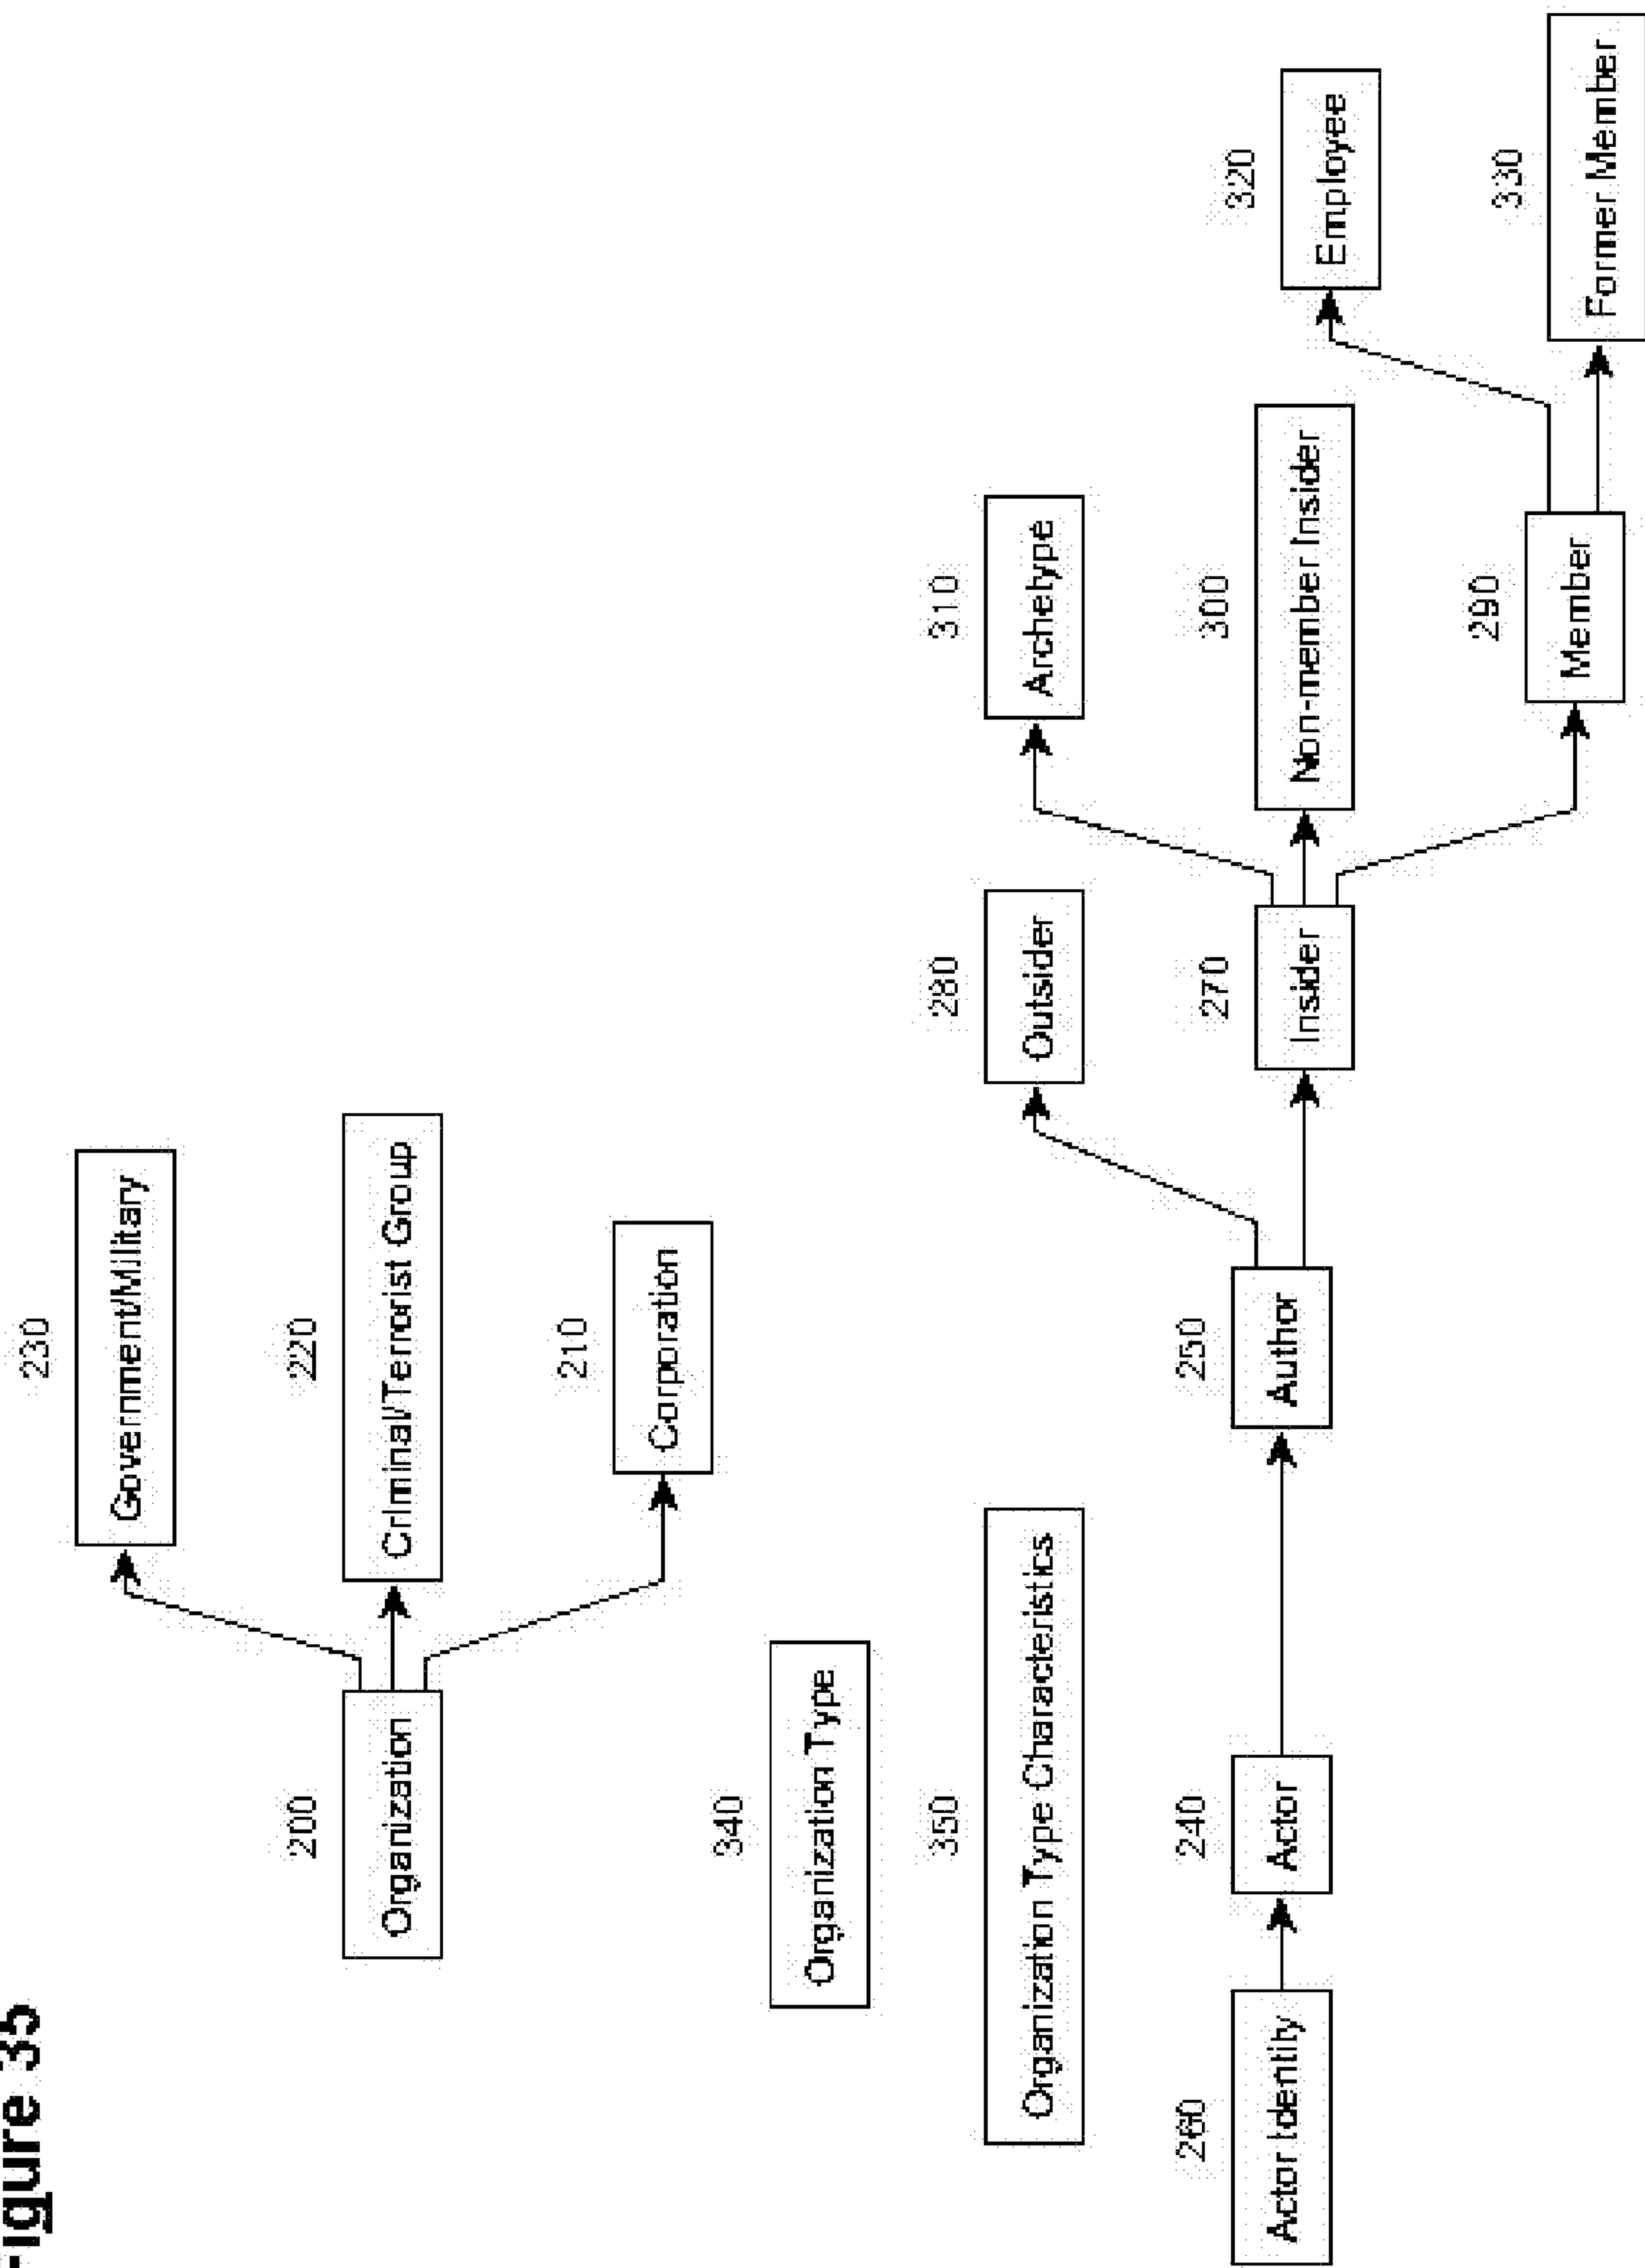 Figure 35
230
Government/Military
200
Organization
220
Criminal/Terrorist Group
210
Corporation
340
Organization Type
350
Organization Type Characteristics
280
Outsider
310
Archetype
260
Actor Identity
240
Actor
250
Author
270
Insider
300
Non-member Insider
320
Employee
290
Member
330
Former Member